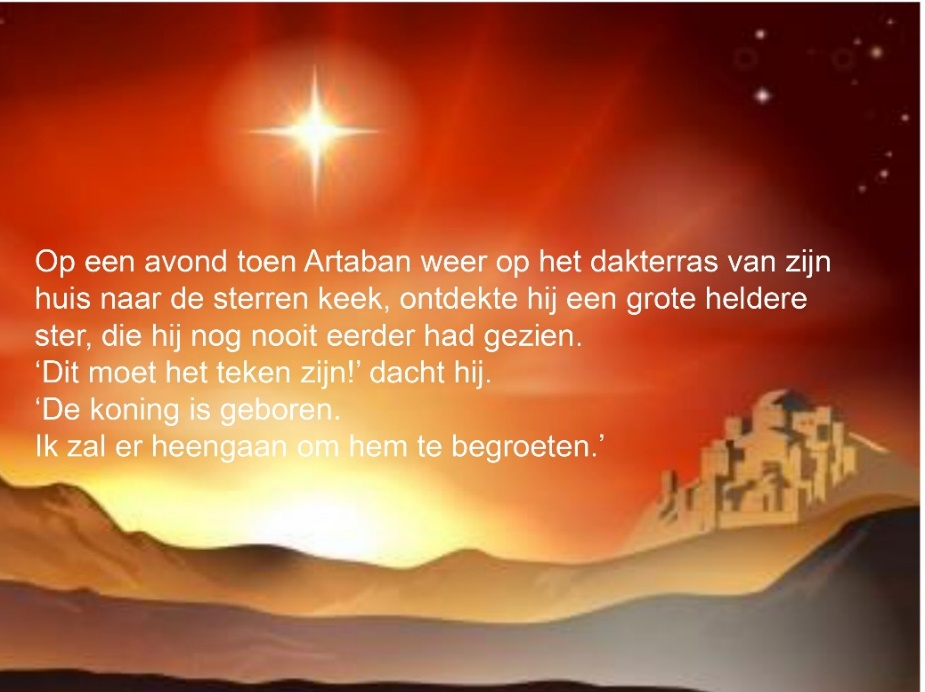 Op een avond toen Artaban weer op het dakterras van zijn
huis naar de sterren keek, ontdekte hij een grote heldere
ster, die hij nog nooit eerder had gezien.
‘Dit moet het teken zijn!’ dacht hij.
‘De koning is geboren.
Ik zal er heengaan om hem te begroeten.’